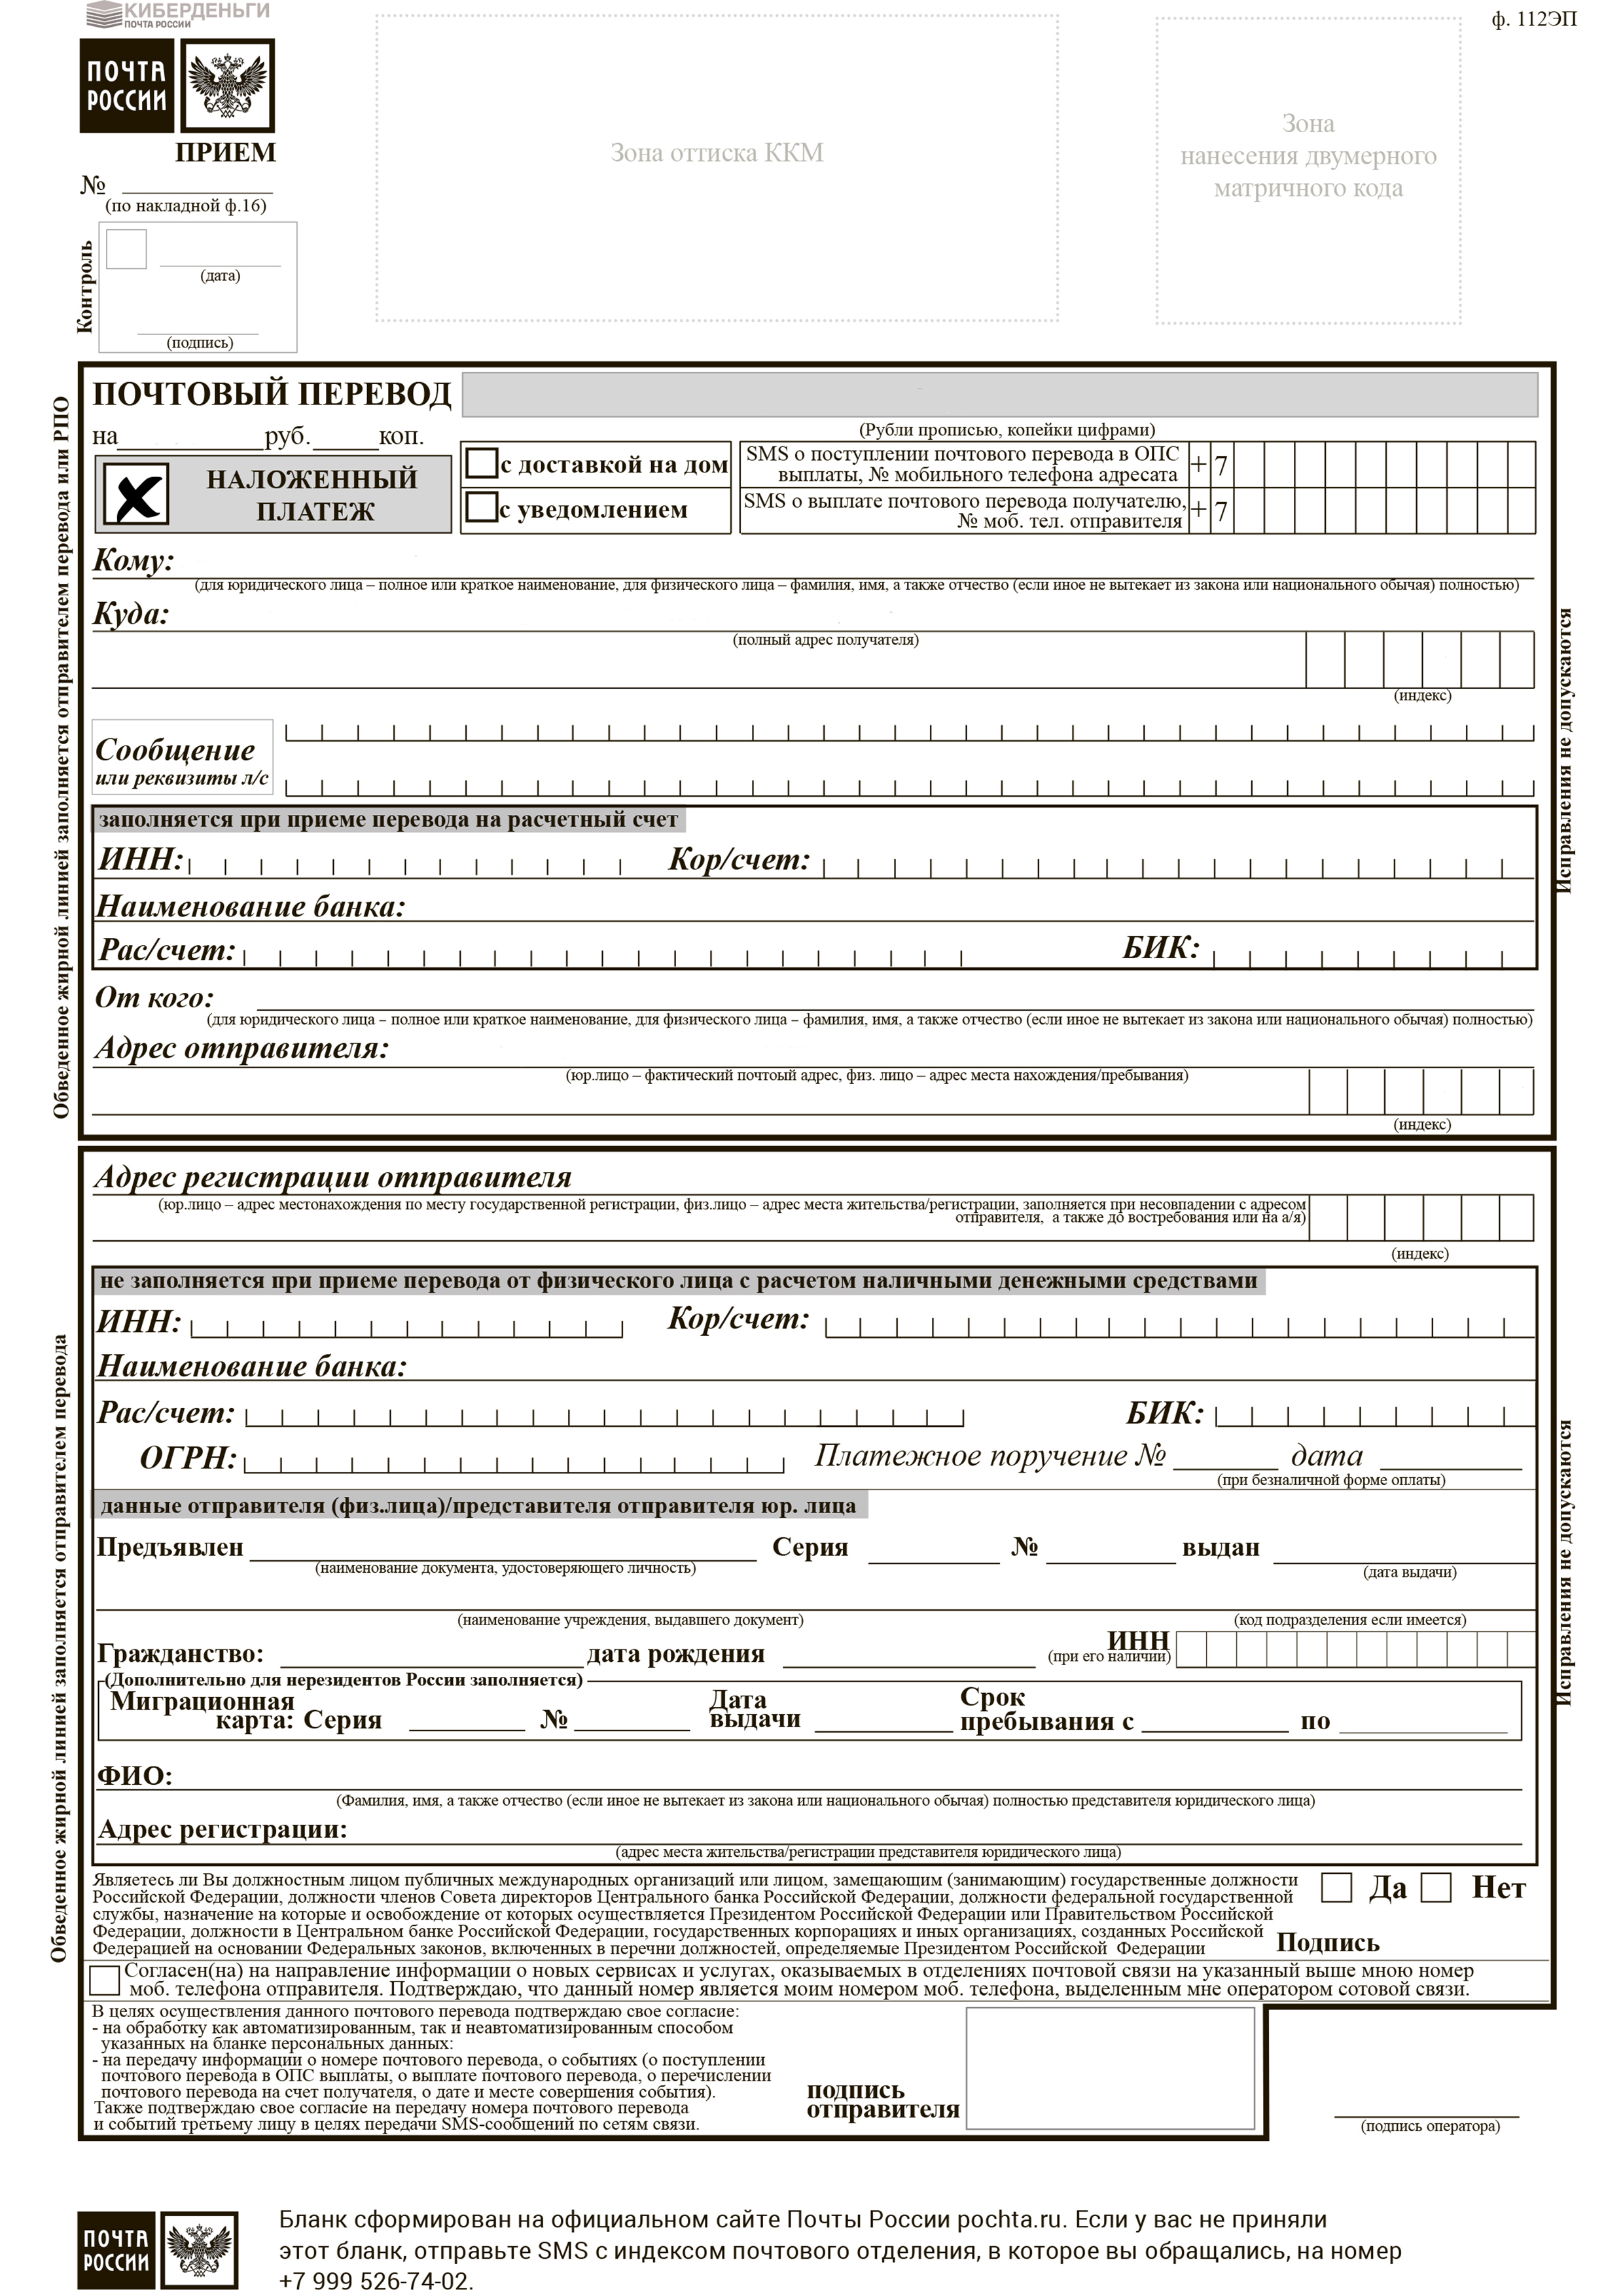 КИБЕРДЕНЬГИ
ПОЧТА РОССИИ
ф. 112ЭП
ПОЧТА
РОССИИ
ПРИЕМ
№
(по накладной ф.16)
Контроль
(дата)
(подпись)
Зона оттиска ККМ
Зона
нанесения двумерного
матричного кода
Обведенное жирной линией заполняется отправителем перевода или РПО
ПОЧТОВЫЙ ПЕРЕВОД
(Рубли прописью, копейки цифрами)
на руб. коп.
НАЛОЖЕННЫЙ
ПЛАТЕЖ
с доставкой на дом
с уведомлением
SMS о поступлении почтового перевода в ОПС
выплаты, № мобильного телефона адресата
+ 7
SMS о выплате почтового перевода получателю,
№ моб. тел. отправителя
+ 7
Кому:
(для юридического лица – полное или краткое наименование, для физического лица – фамилия, имя, а также отчество (если иное не вытекает из закона или национального обычая) полностью)
Куда:
(полный адрес получателя)
(индекс)
Исправления не допускаются
Сообщение
или реквизиты л/с
заполняется при приеме перевода на расчетный счет
ИНН: Кор/счет:
Наименование банка:
Рас/счет: БИК:
От кого:
(для юридического лица – полное или краткое наименование, для физического лица – фамилия, имя, а также отчество (если иное не вытекает из закона или национального обычая) полностью)
Адрес отправителя:
(юр.лицо – фактический почтоый адрес, физ. лицо – адрес места нахождения/пребывания)
(индекс)
Обведенное жирной линией заполняется отправителем перевода
Адрес регистрации отправителя
(юр.лицо – адрес местонахождения по месту государственной регистрации, физ.лицо – адрес места жительства/регистрации, заполняется при несовпадении с адресом
отправителя, а также до востребования или на а/я)
(индекс)
не заполняется при приеме перевода от физического лица с расчетом наличными денежными средствами
ИНН: Кор/счет:
Наименование банка:
Рас/счет: БИК:
ОГРН: Платежное поручение № дата
(при безналичной форме оплаты)
данные отправителя (физ.лица)/представителя отправителя юр. лица
Предъявлен Серия № выдан
(наименование документа, удостоверяющего личность) (дата выдачи)
(наименование учреждения, выдавшего документ) (код подразделения если имеется)
Гражданство: дата рождения ИНН
(при его наличии)
Исправления не допускаются
(Дополнительно для нерезидентов России заполняется)
Миграционная
карта: Серия № Дата
выдачи Срок
пребывания с по
ФИО:
(Фамилия, имя, а также отчество (если иное не вытекает из закона или национального обычая) полностью представителя юридического лица)
Адрес регистрации:
(адрес места жительства/регистрации представителя юридического лица)
Являетесь ли Вы должностным лицом публичных международных организаций или лицом, замещающим (занимающим) государственные должности
Российской Федерации, должности членов Совета директоров Центрального банка Российской Федерации, должности федеральной государственной
службы, назначение на которые и освобождение от которых осуществляется Президентом Российской Федерации или Правительством Российской
Федерации, должности в Центральном банке Российской Федерации, государственных корпорациях и иных организациях, созданных Российской
Федерацией на основании Федеральных законов, включенных в перечни должностей, определяемые Президентом Российской Федерации
Да Нет
Подпись
Согласен(на) на направление информации о новых сервисах и услугах, оказываемых в отделениях почтовой связи на указанный выше мною номер
моб. телефона отправителя. Подтверждаю, что данный номер является моим номером моб. телефона, выделенным мне оператором сотовой связи.
В целях осуществления данного почтового перевода подтверждаю свое согласие:
- на обработку как автоматизированным, так и неавтоматизированным способом
указанных на бланке персональных данных:
- на передачу информации о номере почтового перевода, о событиях (о поступлении
почтового перевода в ОПС выплаты, о выплате почтового перевода, о перечислении
почтового перевода на счет получателя, о дате и месте совершения события).
Также подтверждаю свое согласие на передачу номера почтового перевода
и событий третьему лицу в целях передачи SMS-сообщений по сетям связи.
подпись
отправителя
(подпись оператора)
ПОЧТА
РОССИИ
Бланк сформирован на официальном сайте Почты России pochta.ru. Если у вас не приняли
этот бланк, отправьте SMS с индексом почтового отделения, в которое вы обращались, на номер
+7 999 526-74-02.